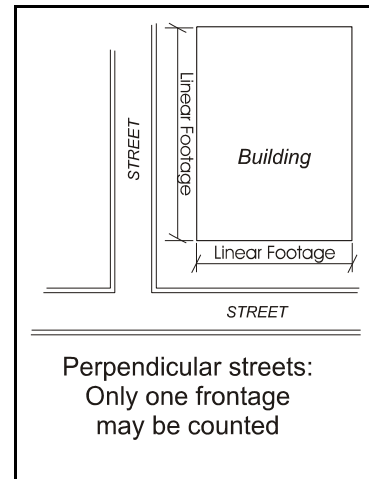 STREET
Linear Footage
Building
Linear Footage
STREET
Perpendicular streets:
Only one frontage
may be counted